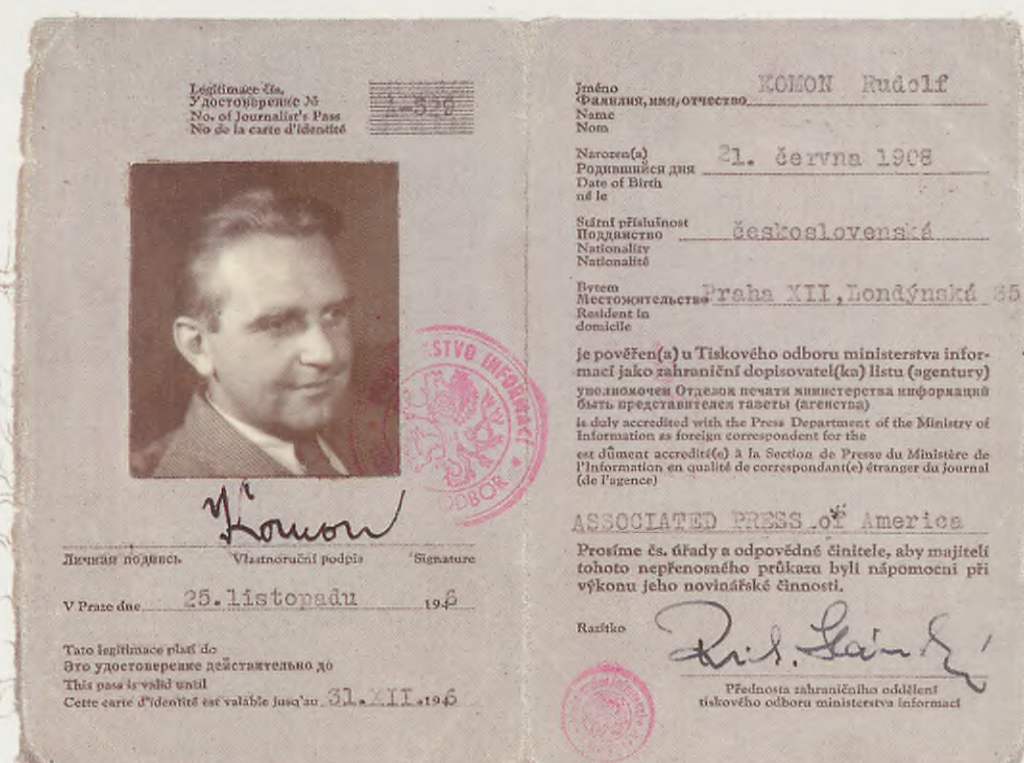 Legitimace čís.
Удостоверение №
No. of Journalist's Pass
No de la carte d'identité
A-539
Komon
Личная подпись Vlastnoruční podpis Signature
V Praze dne 25.listopadu 1946
Tato legitimace platí do
Это удостоверение действительно до
This pass is valid until
Cette carte d'identité est valable jusq'au 31.XII.1946
STVO INFORMACÍ
ODBOR
Jméno KOMON Rudolf
Фамилия, имя, отчество
Name
Nom
Narozen(a) 21. června 1908
Родившийся дня
Date of Birth
né le
Státní příslušnost
Подданство československá
Nationality
Nationalité
Bytem
Местожительство Praha XII, Londýnská 35
Resident in
domicile
je pověřen(a) u Tiskového odboru ministerstva infor-
mací jako zahraniční dopisovatel(ka) listu (agentury)
уполномочен Отделом печати министерства информаций
быть представителем газеты (агенства)
is duly accredited with the Press Department of the Ministry of
Information as foreign correspondent for the
est dûment accredité(e) à la Section de Presse du Ministère de
l'Information en qualité de correspondant(e) étranger du journal
(de l'agence)
ASSOCIATED PRESS of America
Prosíme čs. úřady a odpovědné činitele, aby majiteli
tohoto nepřenosného průkazu byli nápomocni při
výkonu jeho novinářské činnosti.
Razítko
Přednosta zahraničního oddělení
tiskového odboru ministerstva informací